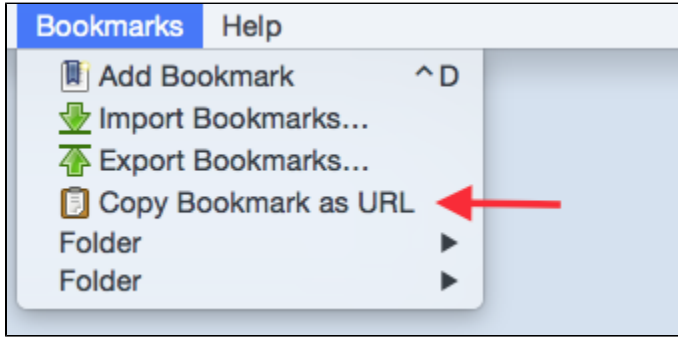 Bookmarks Help
Add Bookmark ^D
Import Bookmarks...
Export Bookmarks...
Copy Bookmark as URL
Folder
Folder